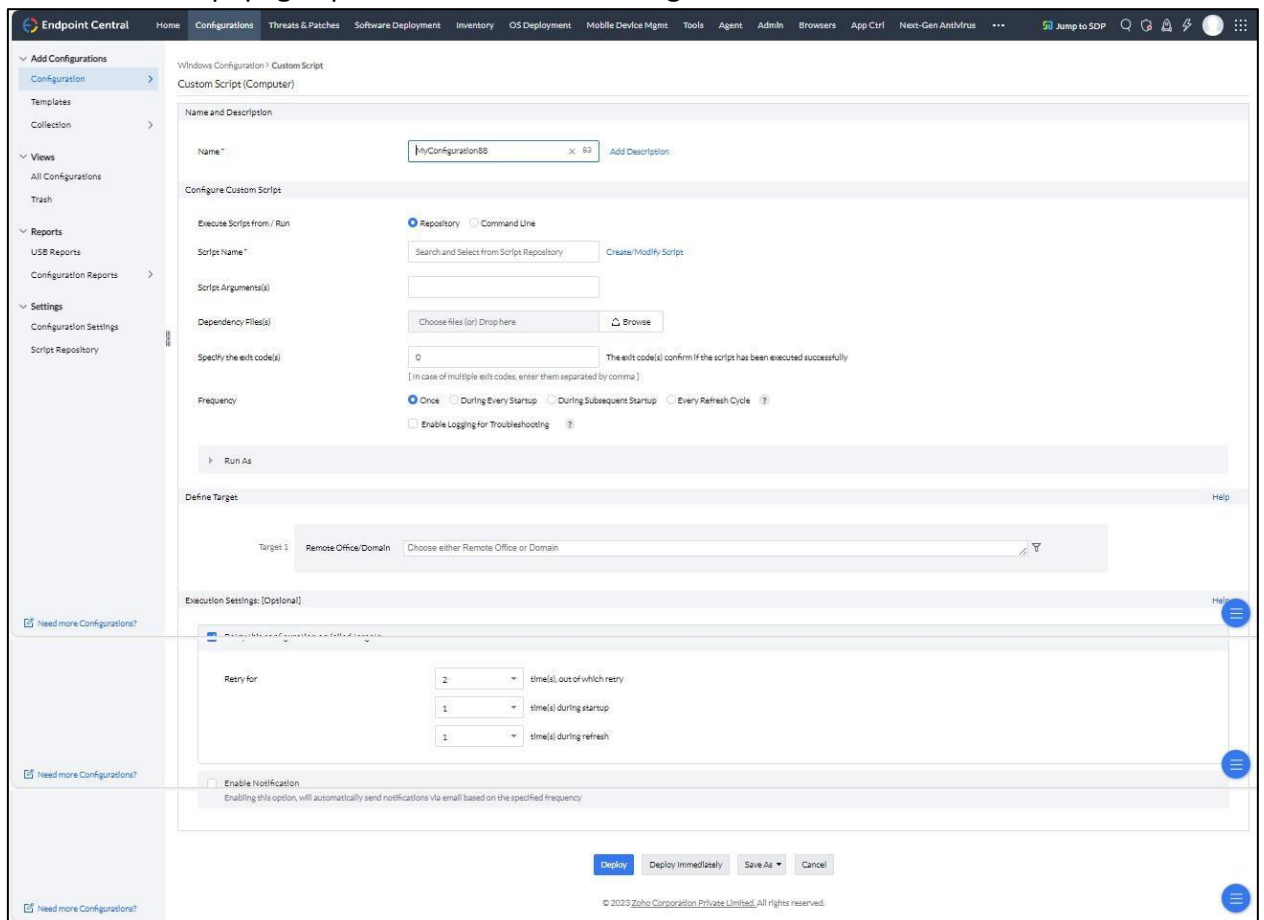 Endpoint Central Home Configurations Threats & Patches Software Deployment Inventory OS Deployment Mobile Device Mgmt Tools Agent Admin Browsers App Ctrl Next-Gen Antivirus ••• Jump to SDP
Add Configurations
Configuration
Templates
Collection
Views
All Configurations
Trash
Reports
USB Reports
Configuration Reports
Settings
Configuration Settings
Script Repository
Need more Configurations?
Need more Configurations?
Need more Configurations?
Windows Configuration > Custom Script
Custom Script (Computer)
Name and Description
Name * MyConfiguration88 × 83 Add Description
Configure Custom Script
Execute Script from / Run Repository Command Line
Script Name * Search and Select from Script Repository Create/Modify Script
Script Arguments(s)
Dependency Files(s) Choose files (or) Drop here Browse
Specify the exit code(s) 0 The exit code(s) confirm if the script has been executed successfully
[ In case of multiple exit codes, enter them separated by comma ]
Frequency Once During Every Startup During Subsequent Startup Every Refresh Cycle ?
Enable Logging for Troubleshooting ?
Run As
Define Target Help
Target 1 Remote Office/Domain Choose either Remote Office or Domain
Execution Settings: [Optional] Help
Retry for 2 time(s), out of which retry
1 time(s) during startup
1 time(s) during refresh
Enable Notification
Enabling this option, will automatically send notifications via email based on the specified frequency
Deploy Deploy Immediately Save As Cancel
© 2023 Zoho Corporation Private Limited. All rights reserved.